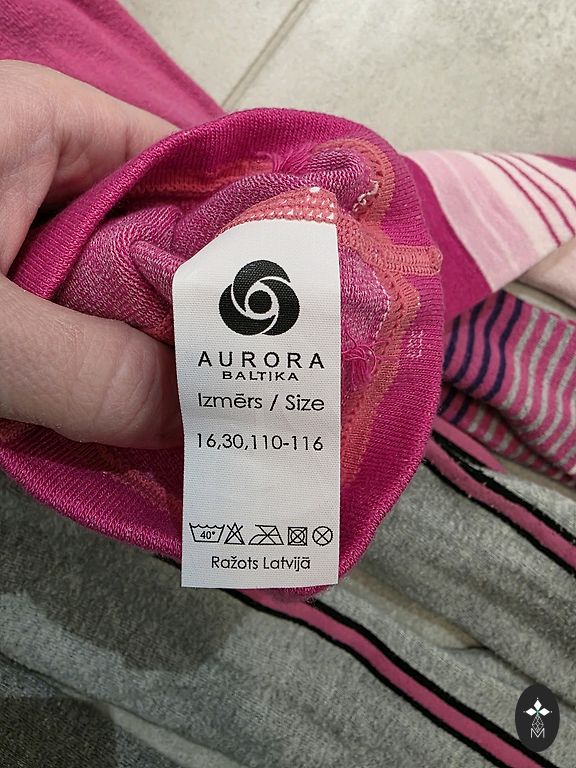 AURORA
BALTIKA
Izmērs / Size
16,30,110-116
40°
Ražots Latvijā
M